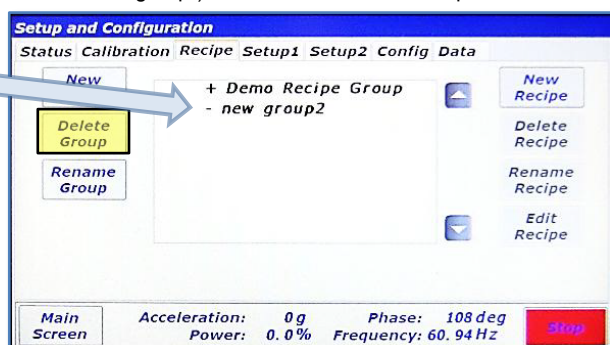 Setup and Configuration
Status Calibration Recipe Setup1 Setup2 Config Data
New
Delete
Group
Rename
Group
+ Demo Recipe Group
- new group2
New
Recipe
Delete
Recipe
Rename
Recipe
Edit
Recipe
Main
Screen
Acceleration: 0 g Phase: 108 deg
Power: 0.0% Frequency: 60.94 Hz
Stop